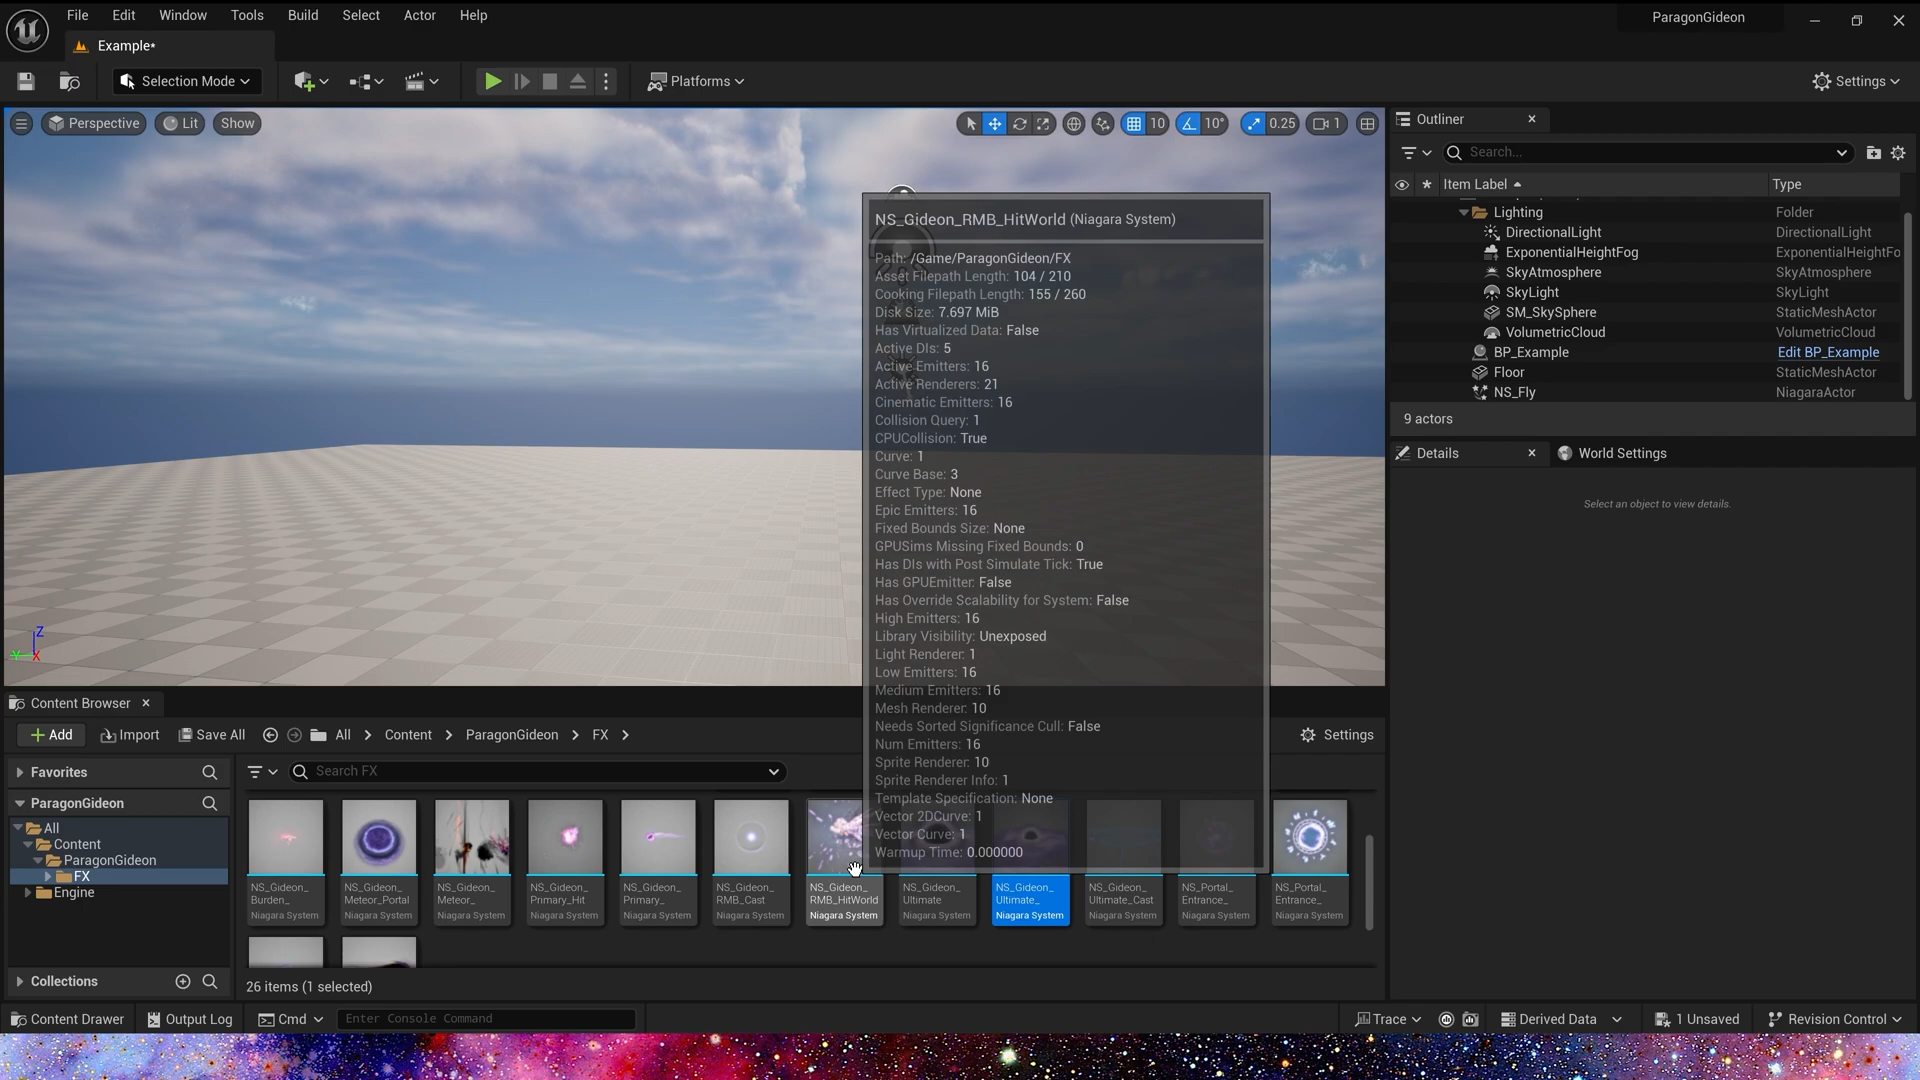 File Edit Window Tools Build Select Actor Help
ParagonGideon
Example*
Selection Mode
Platforms
Settings
Perspective
Lit
Show
10
10°
0.25
1
Outliner
Search...
Item Label
Type
Lighting
Folder
DirectionalLight
DirectionalLight
ExponentialHeightFog
ExponentialHeightFo
SkyAtmosphere
SkyAtmosphere
SkyLight
SkyLight
SM_SkySphere
StaticMeshActor
VolumetricCloud
VolumetricCloud
BP_Example
Edit BP_Example
Floor
StaticMeshActor
NS_Fly
NiagaraActor
9 actors
Details
World Settings
Select an object to view details.
NS_Gideon_RMB_HitWorld (Niagara System)
Path: /Game/ParagonGideon/FX
Asset Filepath Length: 104 / 210
Cooking Filepath Length: 155 / 260
Disk Size: 7.697 MiB
Has Virtualized Data: False
Active DIs: 5
Active Emitters: 16
Active Renderers: 21
Cinematic Emitters: 16
Collision Query: 1
CPUCollision: True
Curve: 1
Curve Base: 3
Effect Type: None
Epic Emitters: 16
Fixed Bounds Size: None
GPUSims Missing Fixed Bounds: 0
Has DIs with Post Simulate Tick: True
Has GPUEmitter: False
Has Override Scalability for System: False
High Emitters: 16
Library Visibility: Unexposed
Light Renderer: 1
Low Emitters: 16
Medium Emitters: 16
Mesh Renderer: 10
Needs Sorted Significance Cull: False
Num Emitters: 16
Sprite Renderer: 10
Sprite Renderer Info: 1
Template Specification: None
Vector 2DCurve: 1
Vector Curve: 1
Warmup Time: 0.000000
Z
Y
X
Content Browser
Add
Import
Save All
All
Content
ParagonGideon
FX
Settings
Favorites
Search FX
ParagonGideon
All
Content
ParagonGideon
FX
Engine
Collections
NS_Gideon_
Burden_
Niagara System
NS_Gideon_
Meteor_Portal
Niagara System
NS_Gideon_
Meteor_
Niagara System
NS_Gideon_
Primary_Hit
Niagara System
NS_Gideon_
Primary_
Niagara System
NS_Gideon_
RMB_Cast
Niagara System
NS_Gideon_
RMB_HitWorld
Niagara System
NS_Gideon_
Ultimate
Niagara System
NS_Gideon_
Ultimate_
Niagara System
NS_Gideon_
Ultimate_Cast
Niagara System
NS_Portal_
Entrance_
Niagara System
NS_Portal_
Entrance_
Niagara System
26 items (1 selected)
Content Drawer
Output Log
Cmd
Enter Console Command
Trace
Derived Data
1 Unsaved
Revision Control